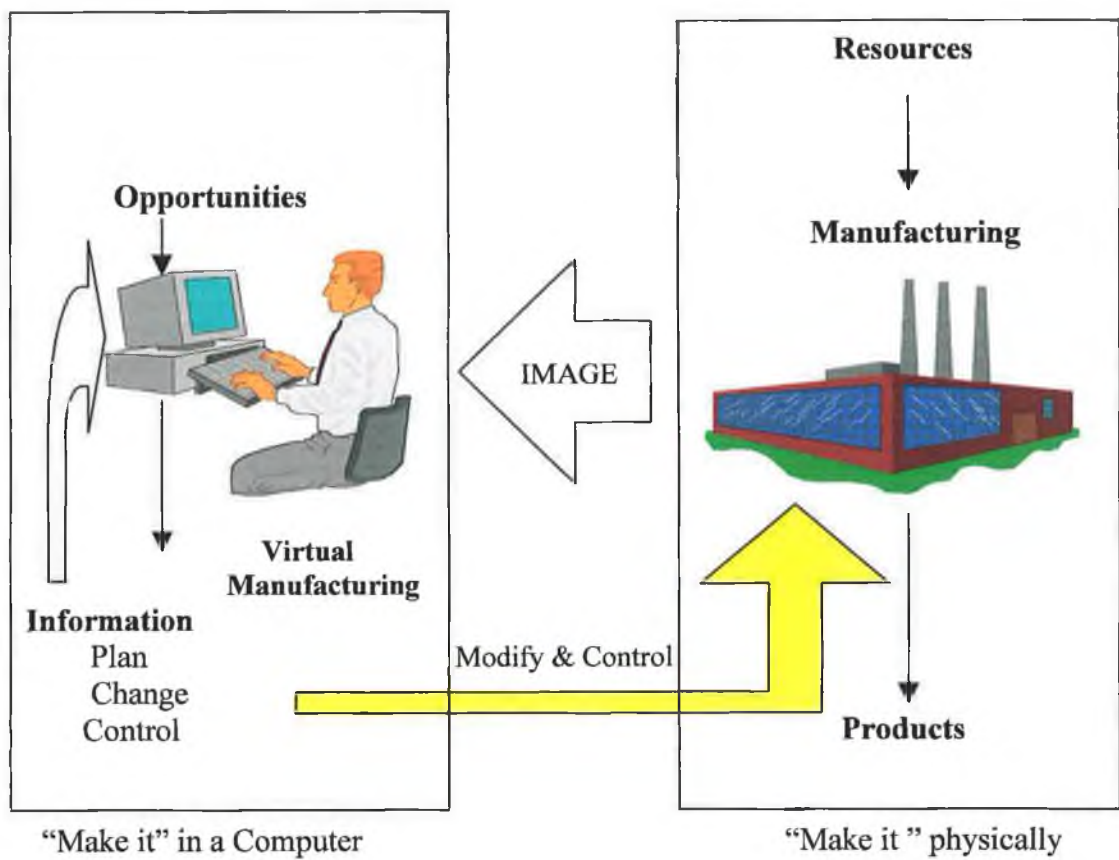 Opportunities
Virtual
Manufacturing
Information
Plan
Change
Control
IMAGE
Modify & Control
Resources
Manufacturing
Products
“Make it” in a Computer
“Make it ” physically